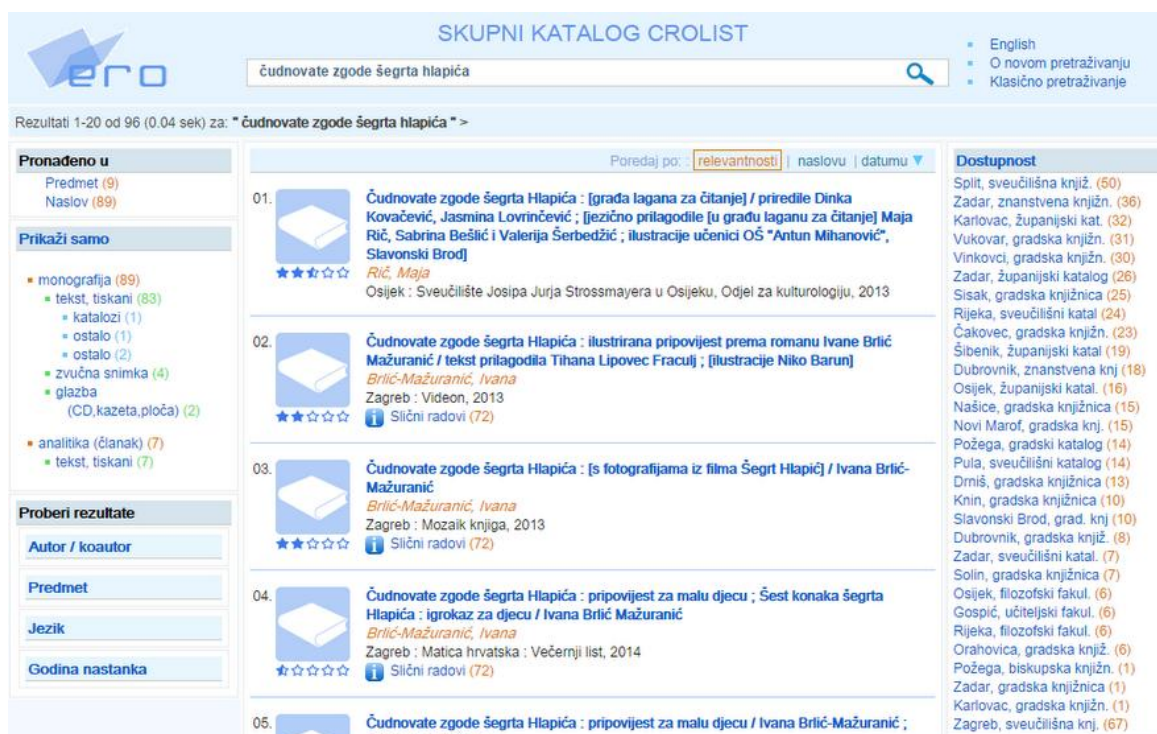 ero
SKUPNI KATALOG CROLIST
čudnovate zgode šegrta hlapića
English
O novom pretraživanju
Klasično pretraživanje
Rezultati 1-20 od 96 (0.04 sek) za: " čudnovate zgode šegrta hlapića " >
Pronađeno u
Predmet (9)
Naslov (89)
Prikaži samo
monografija (89)
tekst, tiskani (83)
katalozi (1)
ostalo (1)
ostalo (2)
zvučna snimka (4)
glazba
(CD,kazeta,ploča) (2)
analitika (članak) (7)
tekst, tiskani (7)
Proberi rezultate
Autor / koautor
Predmet
Jezik
Godina nastanka
Poredaj po: : relevantnosti | naslovu | datumu
01.
Čudnovate zgode šegrta Hlapića : [građa lagana za čitanje] / priredile Dinka
Kovačević, Jasmina Lovrinčević ; [jezično prilagodile [u građu laganu za čitanje] Maja
Rič, Sabrina Bešlić i Valerija Šerbedžić ; ilustracije učenici OŠ "Antun Mihanović",
Slavonski Brod]
Rič, Maja
Osijek : Sveučilište Josipa Jurja Strossmayera u Osijeku, Odjel za kulturologiju, 2013
02.
Čudnovate zgode šegrta Hlapića : ilustrirana pripovijest prema romanu Ivane Brlić
Mažuranić / tekst prilagodila Tihana Lipovec Fraculj ; [ilustracije Niko Barun]
Brlić-Mažuranić, Ivana
Zagreb : Videon, 2013
i Slični radovi (72)
03.
Čudnovate zgode šegrta Hlapića : [s fotografijama iz filma Šegrt Hlapić] / Ivana Brlić-
Mažuranić
Brlić-Mažuranić, Ivana
Zagreb : Mozaik knjiga, 2013
i Slični radovi (72)
04.
Čudnovate zgode šegrta Hlapića : pripovijest za malu djecu ; Šest konaka šegrta
Hlapića : igrokaz za djecu / Ivana Brlić Mažuranić
Brlić-Mažuranić, Ivana
Zagreb : Matica hrvatska : Večernji list, 2014
i Slični radovi (72)
05.
Čudnovate zgode šegrta Hlapića : pripovijest za malu djecu / Ivana Brlić-Mažuranić ;
Dostupnost
Split, sveučilišna knjiž. (50)
Zadar, znanstvena knjižn. (36)
Karlovac, županijski kat. (32)
Vukovar, gradska knjižn. (31)
Vinkovci, gradska knjižn. (30)
Zadar, županijski katalog (26)
Sisak, gradska knjižnica (25)
Rijeka, sveučilišni katal (24)
Čakovec, gradska knjižn. (23)
Šibenik, županijski katal (19)
Dubrovnik, znanstvena knj (18)
Osijek, županijski katal. (16)
Našice, gradska knjižnica (15)
Novi Marof, gradska knj. (15)
Požega, gradski katalog (14)
Pula, sveučilišni katalog (14)
Drniš, gradska knjižnica (13)
Knin, gradska knjižnica (10)
Slavonski Brod, grad. knj (10)
Dubrovnik, gradska knjiž. (8)
Zadar, sveučilišni katal. (7)
Solin, gradska knjižnica (7)
Osijek, filozofski fakul. (6)
Gospić, učiteljski fakul. (6)
Rijeka, filozofski fakul. (6)
Orahovica, gradska knjiž. (6)
Požega, biskupska knjižn. (1)
Zadar, gradska knjižnica (1)
Karlovac, gradska knjižn. (1)
Zagreb, sveučilišna knj. (67)